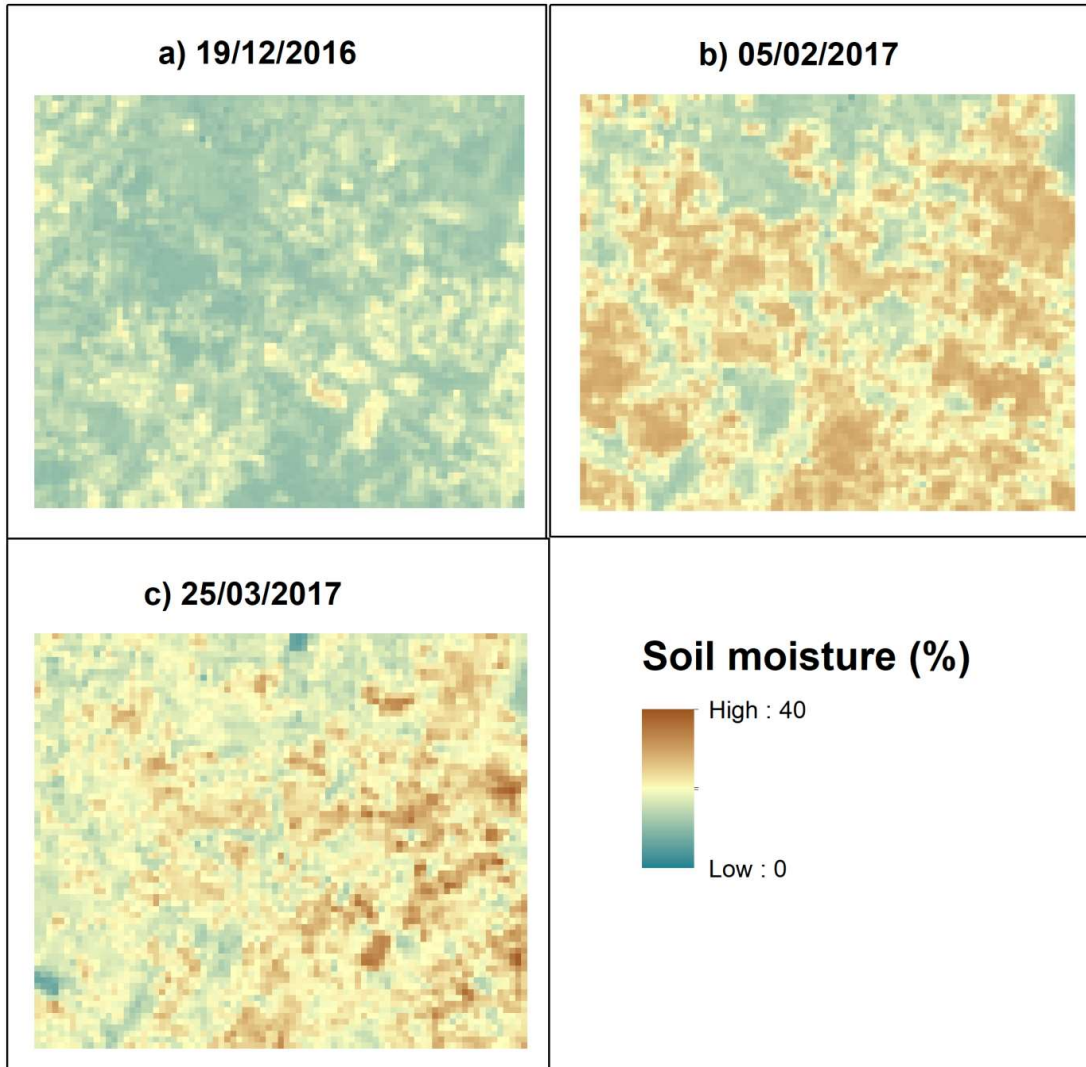 a) 19/12/2016
b) 05/02/2017
c) 25/03/2017
Soil moisture (%)
High : 40
Low : 0